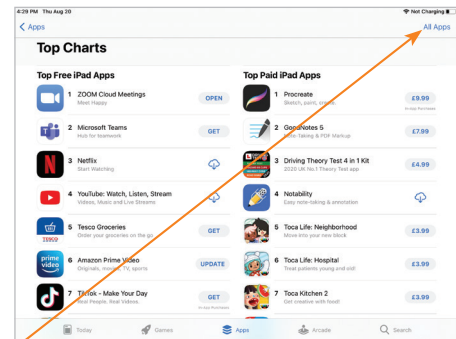 4:29 PM Thu Aug 20
Not Charging
Apps
All Apps
Top Charts
Top Free iPad Apps
1 ZOOM Cloud Meetings
Meet Happy
OPEN
2 Microsoft Teams
Hub for teamwork
GET
3 Netflix
Start Watching
4 YouTube: Watch, Listen, Stream
Videos, Music and Live Streams
TESCO
5 Tesco Groceries
Order your groceries on the go
GET
prime video
6 Amazon Prime Video
Originals, movies, TV, sports
UPDATE
7 TikTok - Make Your Day
Real People. Real Videos.
GET
In-App Purchases
Top Paid iPad Apps
1 Procreate
Sketch, paint, create.
£9.99
In-App Purchases
2 GoodNotes 5
Note-Taking & PDF Markup
£7.99
3 Driving Theory Test 4 in 1 Kit
2020 UK No.1 Theory Test app
£4.99
4 Notability
Easy note-taking & annotation
5 Toca Life: Neighborhood
Move into your new block
£3.99
6 Toca Life: Hospital
Treat patients young and old!
£3.99
7 Toca Kitchen 2
Get creative with food!
£3.99
Today
Games
Apps
Arcade
Search